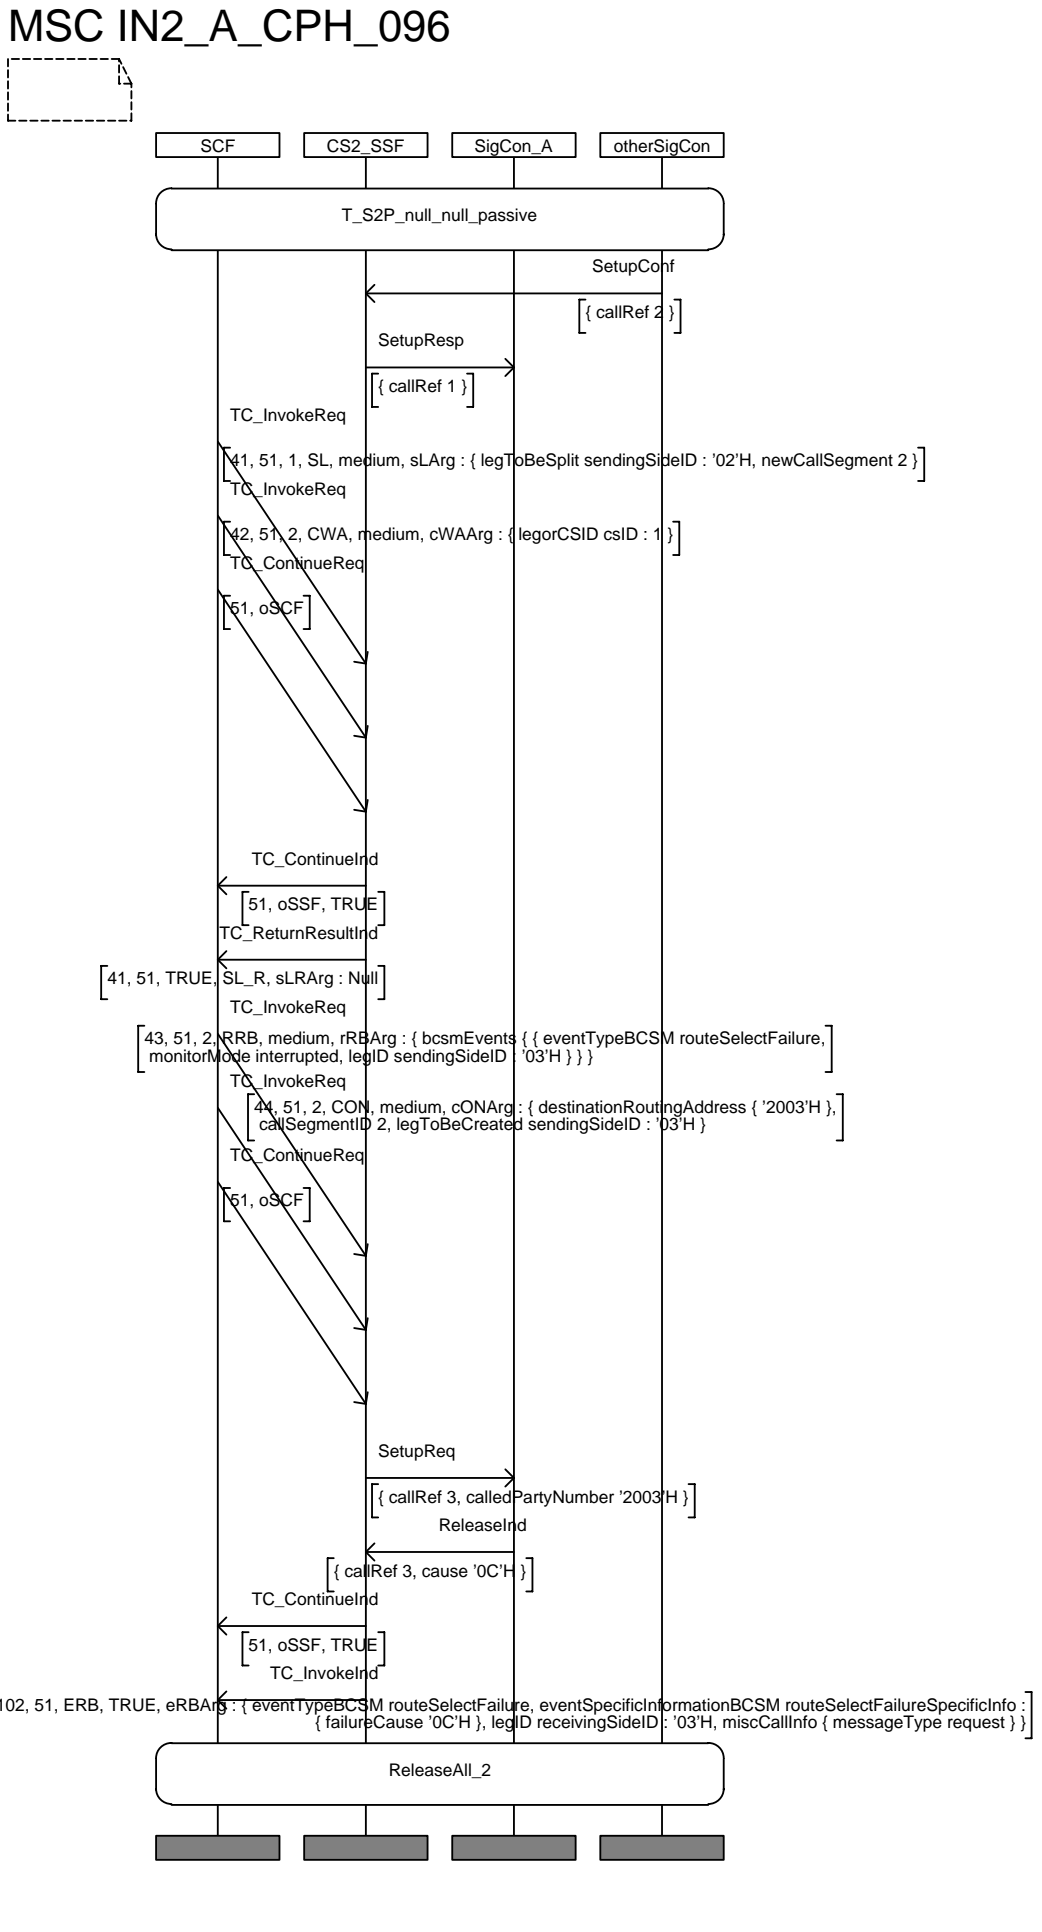 MSC IN2_A_CPH_096
SCF
CS2_SSF
SigCon_A
otherSigCon
T_S2P_null_null_passive
SetupConf
{ callRef 2 }
SetupResp
{ callRef 1 }
TC_InvokeReq
41, 51, 1, SL, medium, sLArg : { legToBeSplit sendingSideID : '02'H, newCallSegment 2 }
TC_InvokeReq
42, 51, 2, CWA, medium, cWAArg : { legorCSID csID : 1 }
TC_ContinueReq
51, oSCF
TC_ContinueInd
51, oSSF, TRUE
TC_ReturnResultInd
41, 51, TRUE, SL_R, sLRArg : Null
TC_InvokeReq
43, 51, 2, RRB, medium, rRBArg : { bcsmEvents { { eventTypeBCSM routeSelectFailure,
monitorMode interrupted, legID sendingSideID : '03'H } } }
TC_InvokeReq
44, 51, 2, CON, medium, cONArg : { destinationRoutingAddress { '2003'H },
callSegmentID 2, legToBeCreated sendingSideID : '03'H }
TC_ContinueReq
51, oSCF
SetupReq
{ callRef 3, calledPartyNumber '2003'H }
ReleaseInd
{ callRef 3, cause '0C'H }
TC_ContinueInd
51, oSSF, TRUE
TC_InvokeInd
102, 51, ERB, TRUE, eRBArg : { eventTypeBCSM routeSelectFailure, eventSpecificInformationBCSM routeSelectFailureSpecificInfo :
{ failureCause '0C'H }, legID receivingSideID : '03'H, miscCallInfo { messageType request } }
ReleaseAll_2